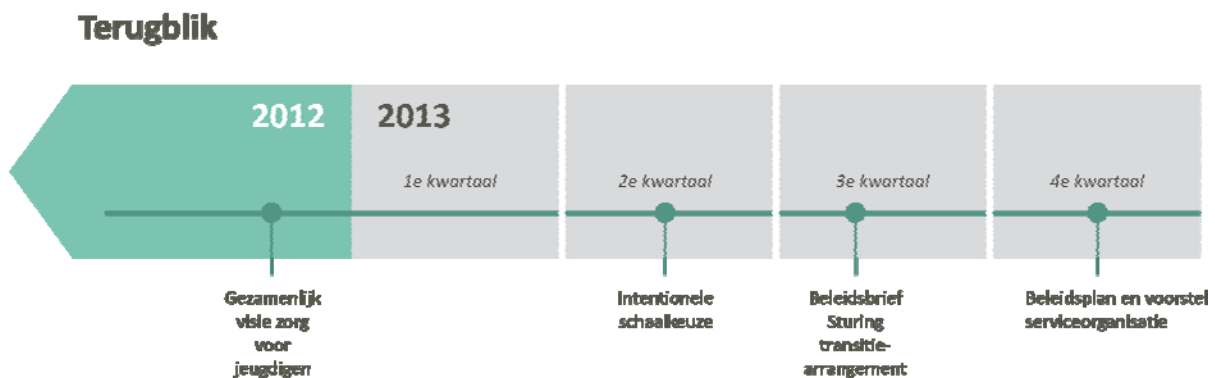 Terugblik
2012
2013
1e kwartaal
2e kwartaal
3e kwartaal
4e kwartaal
Gezamenlijk
visie zorg
voor
jeugdigen
Intentionele
schaalkeuze
Beleidsbrief
Sturing
transitie-
arrangement
Beleidsplan en voorstel
serviceorganisatie